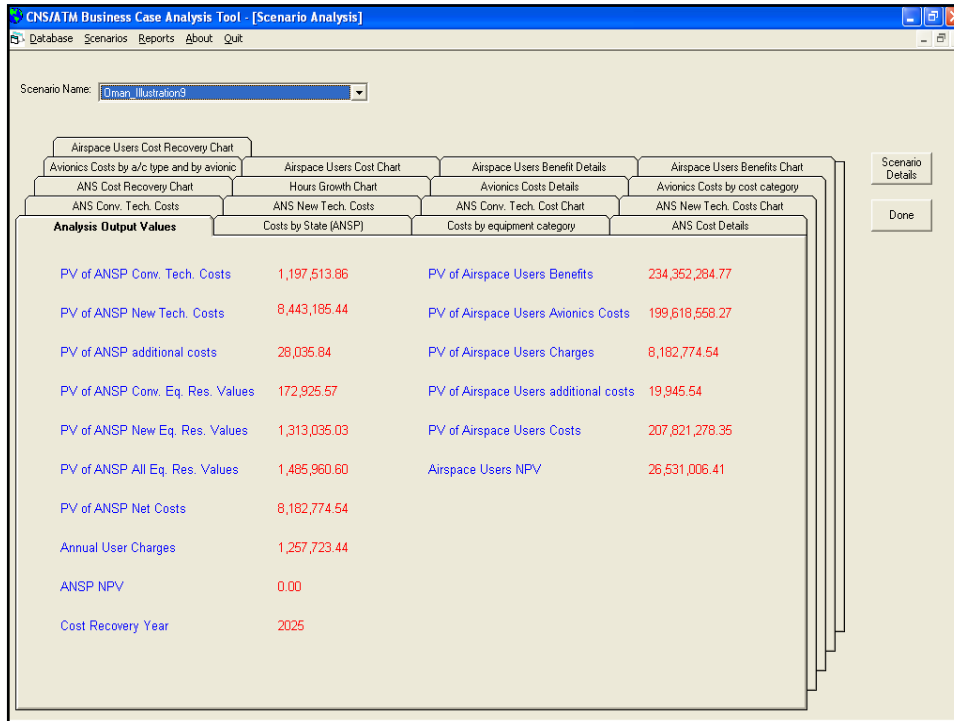 CNS/ATM Business Case Analysis Tool - [Scenario Analysis]
Database Scenarios Reports About Quit
Scenario Name: Oman_Illustration9
Airspace Users Cost Recovery Chart
Avionics Costs by a/c type and by avionic Airspace Users Cost Chart Airspace Users Benefit Details Airspace Users Benefits Chart
ANS Cost Recovery Chart Hours Growth Chart Avionics Costs Details Avionics Costs by cost category
ANS Conv. Tech. Costs ANS New Tech. Costs ANS Conv. Tech. Cost Chart ANS New Tech. Costs Chart
Analysis Output Values Costs by State (ANSP) Costs by equipment category ANS Cost Details
Scenario
Details
Done
PV of ANSP Conv. Tech. Costs 1,197,513.86 PV of Airspace Users Benefits 234,352,284.77
PV of ANSP New Tech. Costs 8,443,185.44 PV of Airspace Users Avionics Costs 199,618,558.27
PV of ANSP additional costs 28,035.84 PV of Airspace Users Charges 8,182,774.54
PV of ANSP Conv. Eq. Res. Values 172,925.57 PV of Airspace Users additional costs 19,945.54
PV of ANSP New Eq. Res. Values 1,313,035.03 PV of Airspace Users Costs 207,821,278.35
PV of ANSP All Eq. Res. Values 1,485,960.60 Airspace Users NPV 26,531,006.41
PV of ANSP Net Costs 8,182,774.54
Annual User Charges 1,257,723.44
ANSP NPV 0.00
Cost Recovery Year 2025